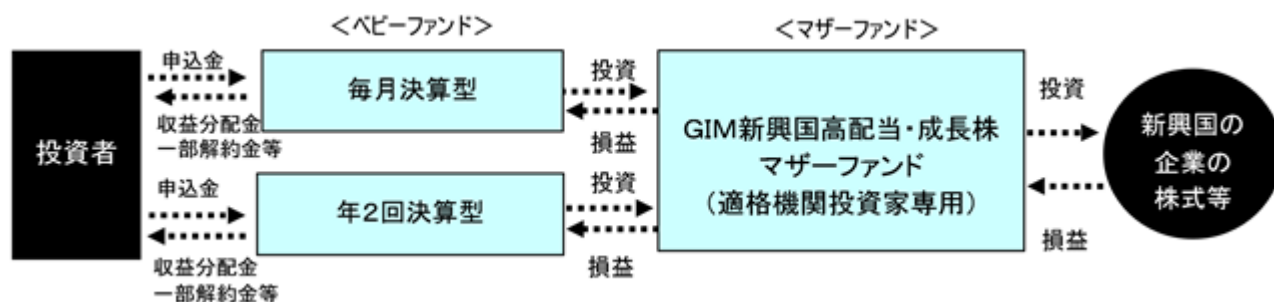 ＜ベビーファンド＞
＜マザーファンド＞
投資者
申込金
収益分配金
一部解約金等
申込金
収益分配金
一部解約金等
毎月決算型
年2回決算型
投資
損益
投資
損益
GIM新興国高配当・成長株
マザーファンド
（適格機関投資家専用）
投資
損益
新興国の
企業の
株式等